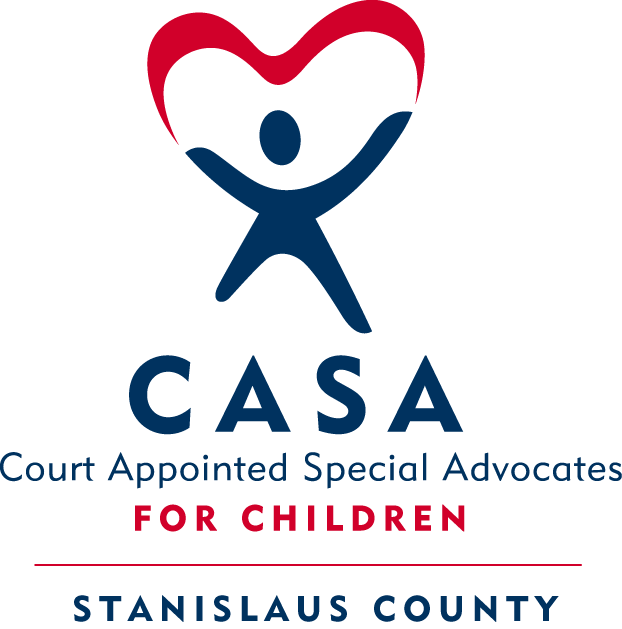 CASA
Court Appointed Special Advocates
FOR CHILDREN
STANISLAUS COUNTY